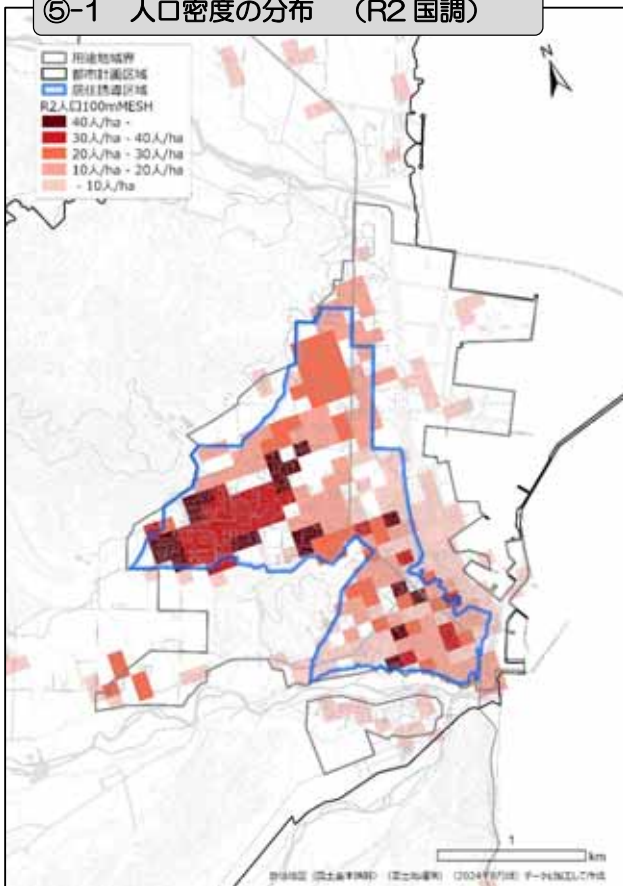 ⑤-1 人口密度の分布 （R2 国調）
N
用途地域界
都市計画区域
居住誘導区域
R2人口100mMESH
40人/ha -
30人/ha - 40人/ha
20人/ha - 30人/ha
10人/ha - 20人/ha
- 10人/ha
1
km